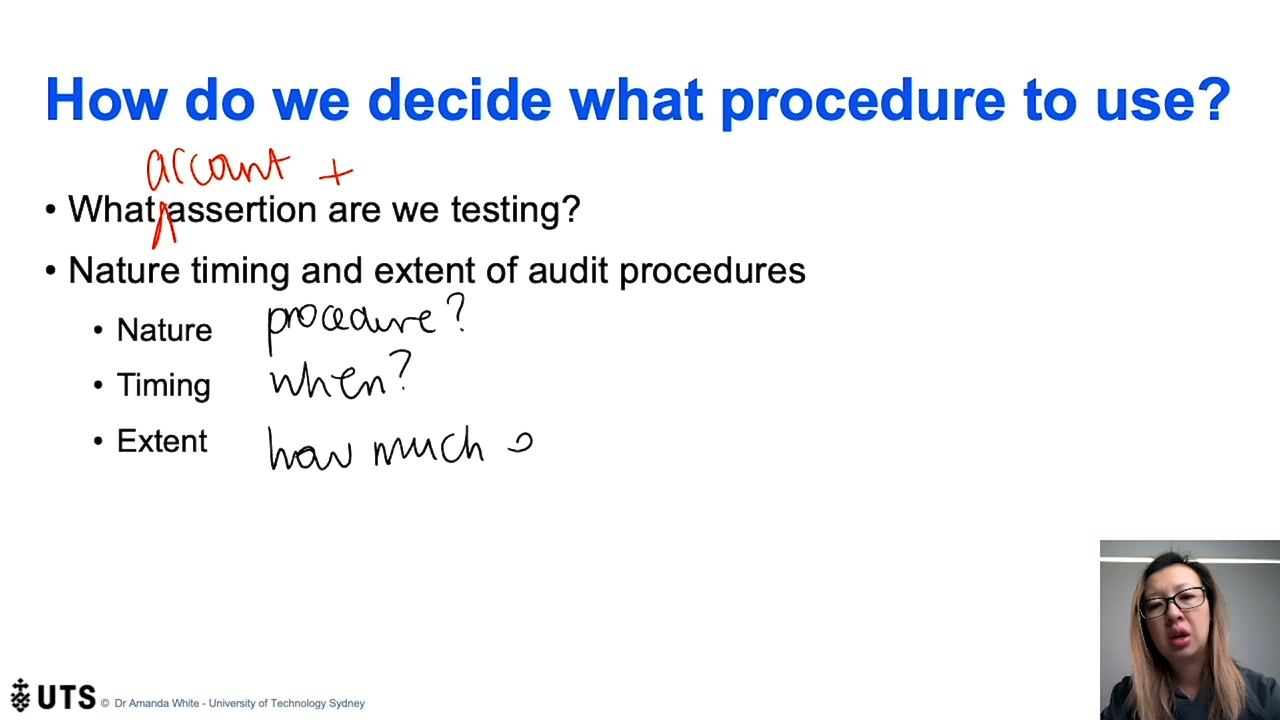 How do we decide what procedure to use?
account +
• What assertion are we testing?
• Nature timing and extent of audit procedures
• Nature procedure?
• Timing when?
• Extent how much
UTS © Dr Amanda White - University of Technology Sydney